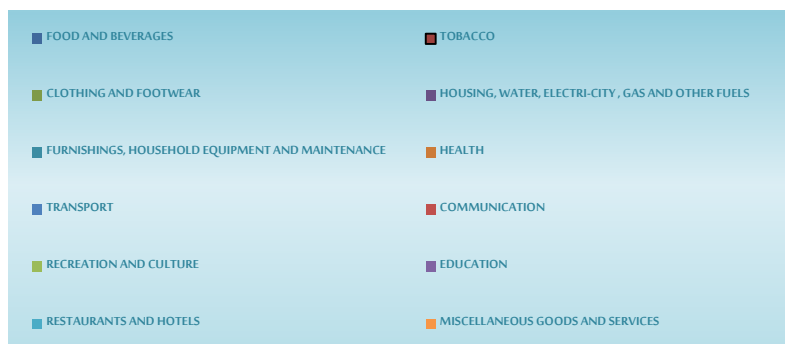 FOOD AND BEVERAGES
TOBACCO
CLOTHING AND FOOTWEAR
HOUSING, WATER, ELECTRI-CITY , GAS AND OTHER FUELS
FURNISHINGS, HOUSEHOLD EQUIPMENT AND MAINTENANCE
HEALTH
TRANSPORT
COMMUNICATION
RECREATION AND CULTURE
EDUCATION
RESTAURANTS AND HOTELS
MISCELLANEOUS GOODS AND SERVICES